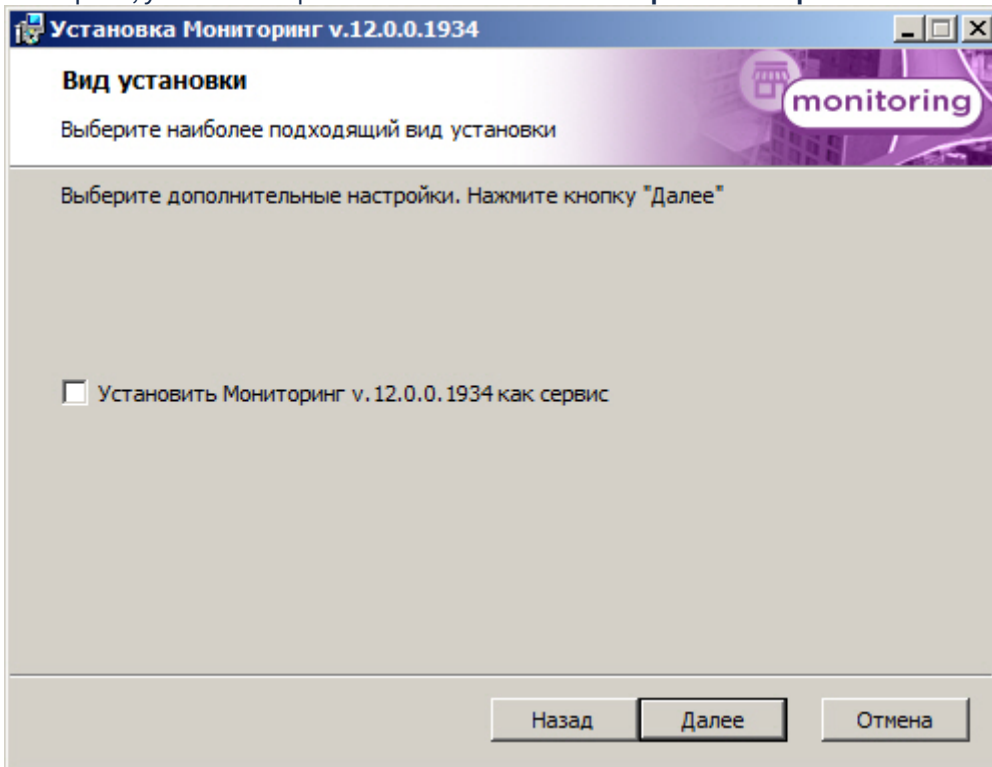 Установка Мониторинг v.12.0.0.1934
Вид установки
monitoring
Выберите наиболее подходящий вид установки
Выберите дополнительные настройки. Нажмите кнопку "Далее"
Установить Мониторинг v.12.0.0.1934 как сервис
Назад
Далее
Отмена